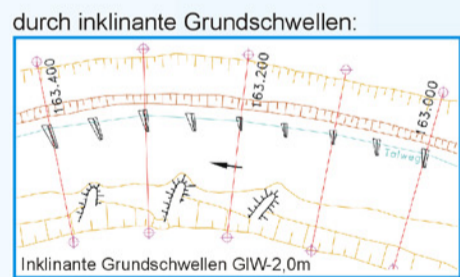 durch inklinante Grundschwellen:
163.400
163.200
163.000
Talweg
Inklinante Grundschwellen GlW-2,0m